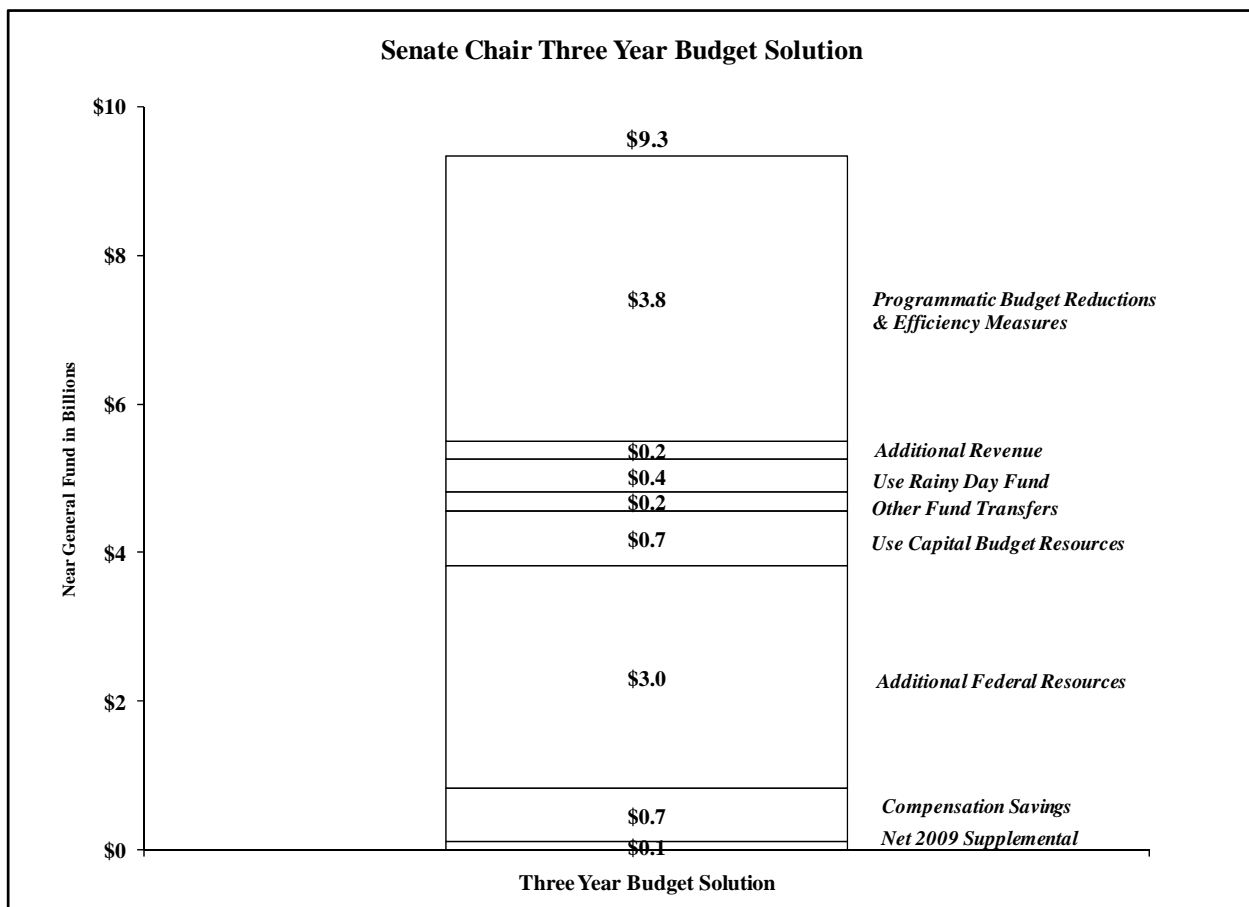 Senate Chair Three Year Budget Solution
$10
$9.3
$8
$3.8
Programmatic Budget Reductions
& Efficiency Measures
$6
Near General Fund in Billions
$0.2
Additional Revenue
$0.4
Use Rainy Day Fund
$0.2
Other Fund Transfers
$4
$0.7
Use Capital Budget Resources
$3.0
Additional Federal Resources
$2
$0.7
Compensation Savings
Net 2009 Supplemental
$0
$0.1
Three Year Budget Solution